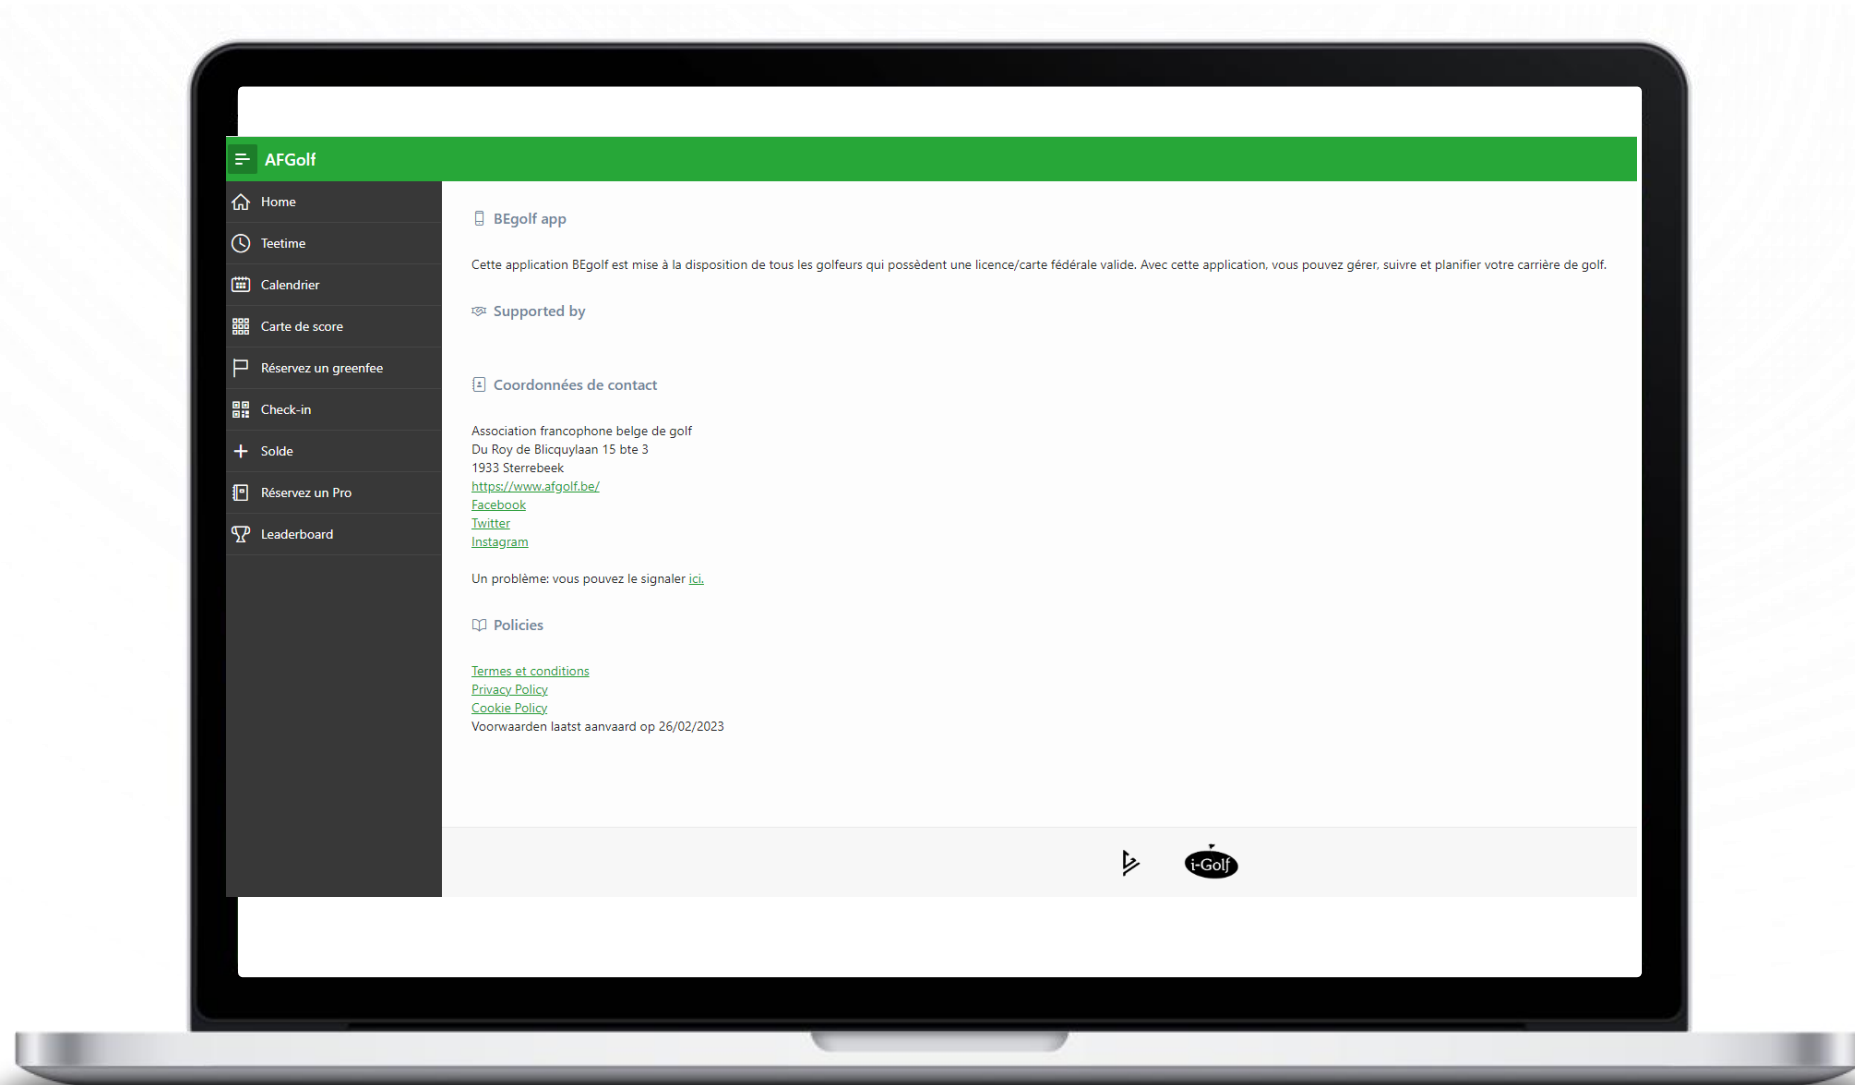 AFGolf
Home
Teetime
Calendrier
Carte de score
Réservez un greenfee
Check-in
Solde
Réservez un Pro
Leaderboard
BEgolf app
Cette application BEgolf est mise à la disposition de tous les golfeurs qui possèdent une licence/carte fédérale valide. Avec cette application, vous pouvez gérer, suivre et planifier votre carrière de golf.
Supported by
Coordonnées de contact
Association francophone belge de golf
Du Roy de Blicquylaan 15 bte 3
1933 Sterrebeek
https://www.afgolf.be/
Facebook
Twitter
Instagram
Un problème: vous pouvez le signaler ici.
Policies
Termes et conditions
Privacy Policy
Cookie Policy
Voorwaarden laatst aanvaard op 26/02/2023
i-Golf